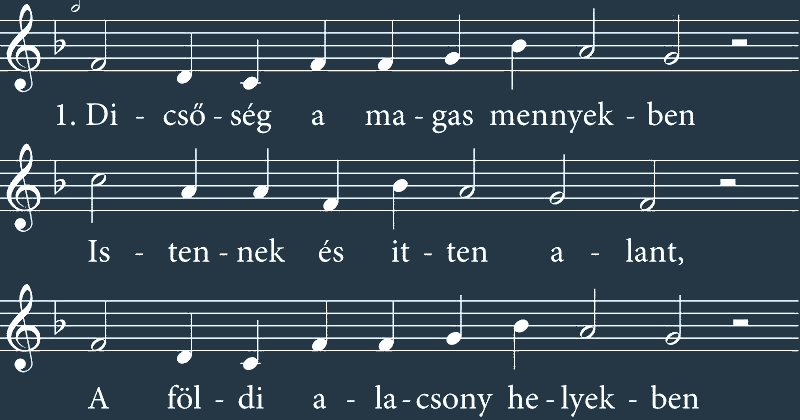 1. Di - cső - ség a ma - gas mennyek - ben
Is - ten - nek és it - ten a - lant,
A föl - di a - la - csony he - lyek - ben